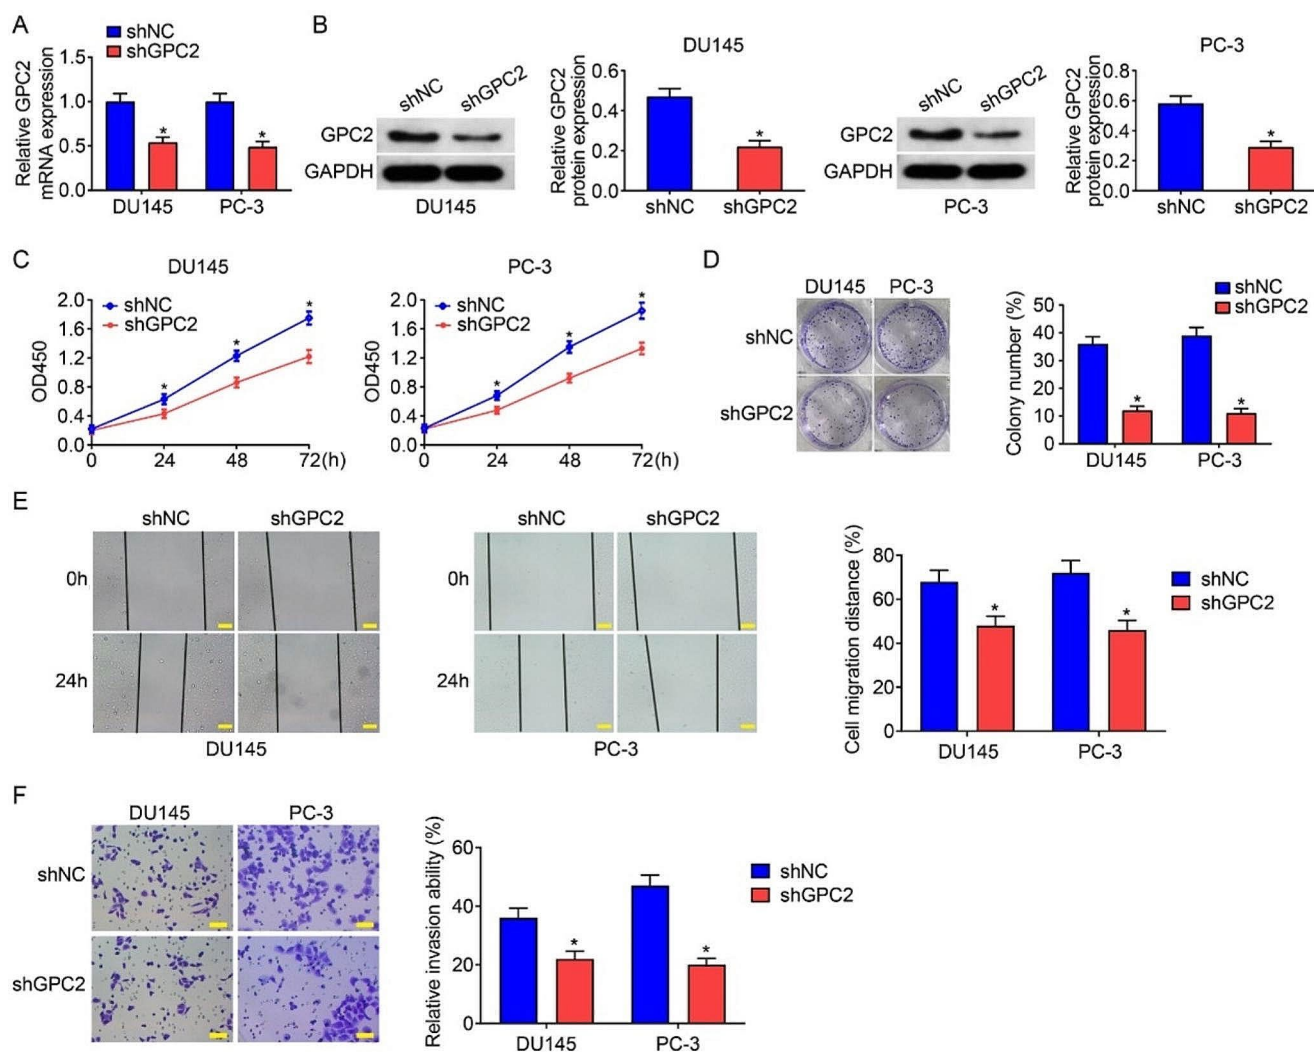 A
shNC
shGPC2
Relative GPC2
mRNA expression
1.5
1.0
0.5
0.0
*
*
DU145
PC-3
B
shNC
shGPC2
GPC2
GAPDH
DU145
DU145
Relative GPC2
protein expression
0.6
0.4
0.2
0.0
*
shNC
shGPC2
shNC
shGPC2
GPC2
GAPDH
PC-3
PC-3
Relative GPC2
protein expression
0.8
0.6
0.4
0.2
0.0
*
shNC
shGPC2
C
DU145
shNC
shGPC2
OD450
2.0
1.6
1.2
0.8
0.4
0.0
*
*
*
0 24 48 72(h)
PC-3
shNC
shGPC2
OD450
2.0
1.6
1.2
0.8
0.4
0.0
*
*
*
0 24 48 72(h)
D
DU145 PC-3
shNC
shGPC2
shNC
shGPC2
Colony number (%)
50
40
30
20
10
0
*
*
DU145
PC-3
E
shNC shGPC2
0h
24h
DU145
shNC shGPC2
0h
24h
PC-3
Cell migration distance (%)
80
60
40
20
0
*
*
DU145
PC-3
shNC
shGPC2
F
DU145 PC-3
shNC
shGPC2
Relative invasion ability (%)
60
40
20
0
*
*
DU145
PC-3
shNC
shGPC2